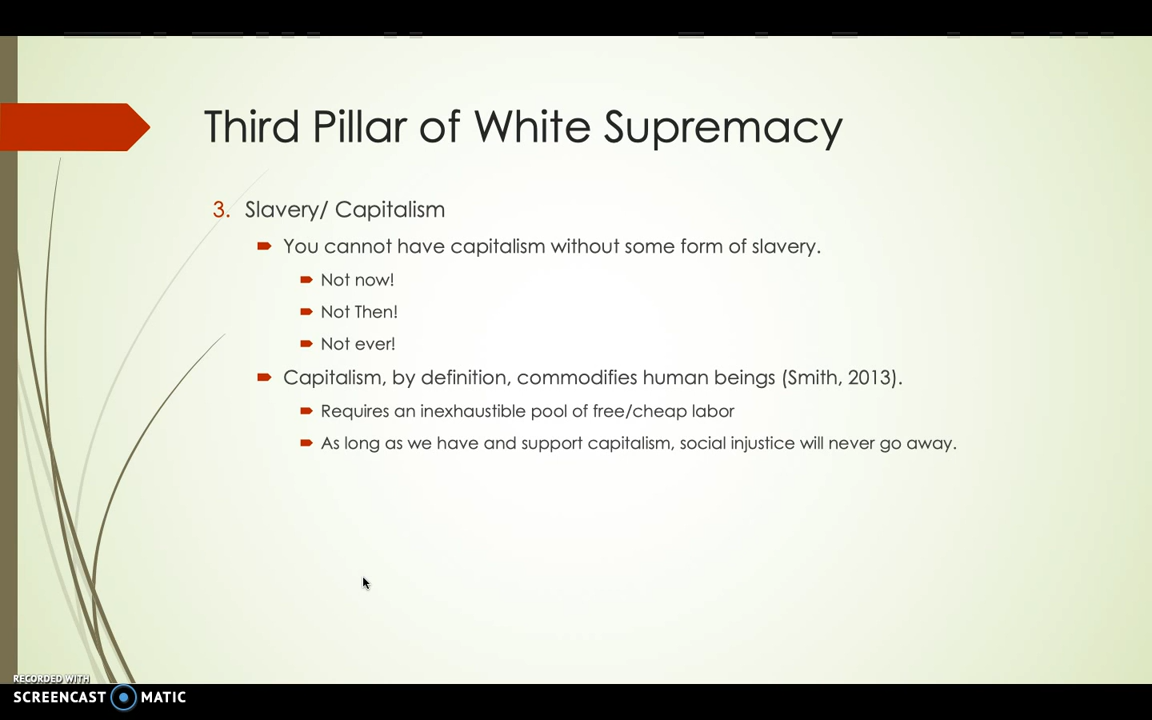 Third Pillar of White Supremacy
3. Slavery/ Capitalism
You cannot have capitalism without some form of slavery.
Not now!
Not Then!
Not ever!
Capitalism, by definition, commodifies human beings (Smith, 2013).
Requires an inexhaustible pool of free/cheap labor
As long as we have and support capitalism, social injustice will never go away.
RECORDED WITH
SCREENCAST MATIC